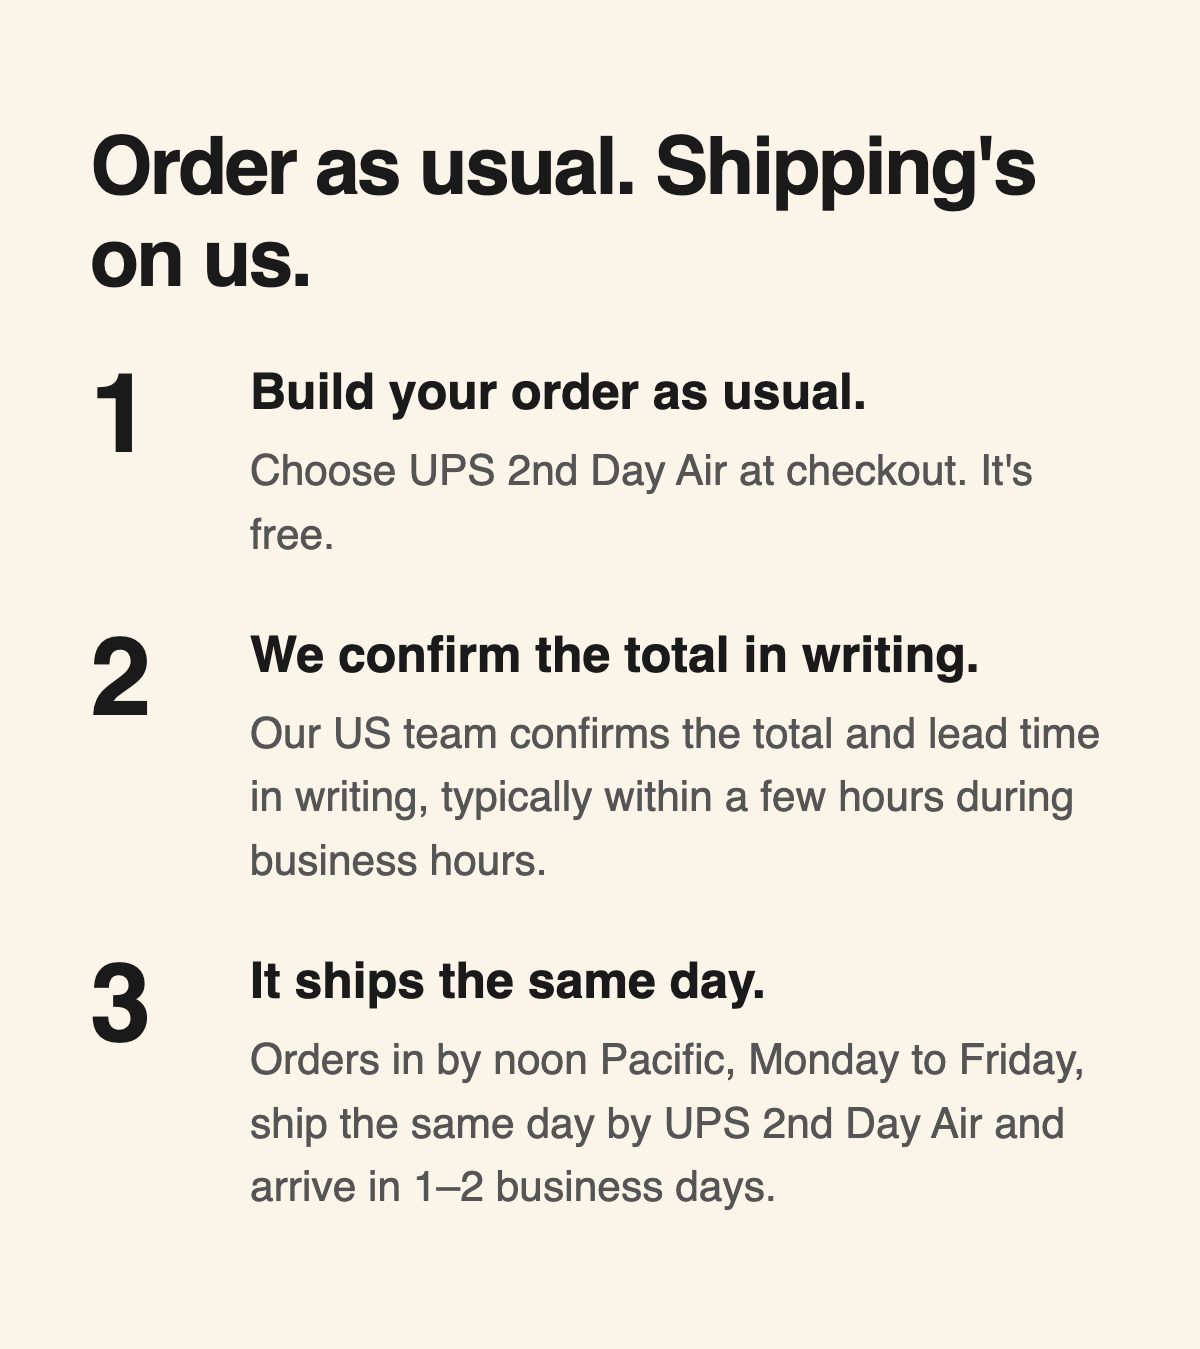 Order as usual. Shipping's
on us.
1
Build your order as usual.
Choose UPS 2nd Day Air at checkout. It's
free.
2
We confirm the total in writing.
Our US team confirms the total and lead time
in writing, typically within a few hours during
business hours.
3
It ships the same day.
Orders in by noon Pacific, Monday to Friday,
ship the same day by UPS 2nd Day Air and
arrive in 1–2 business days.